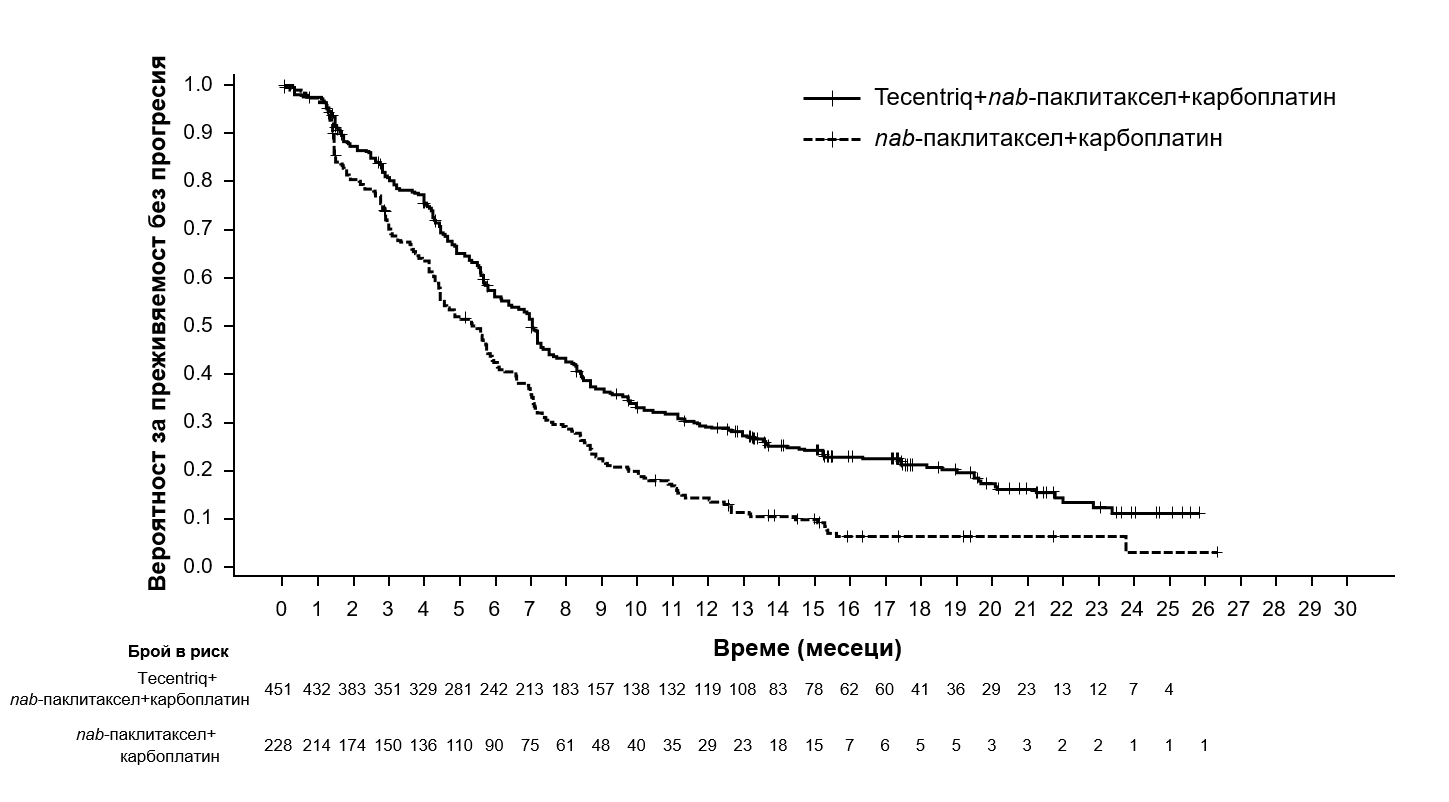 Вероятност за преживяемост без прогресия
1.0
0.9
0.8
0.7
0.6
0.5
0.4
0.3
0.2
0.1
0.0
Tecentriq+nab-паклитаксел+карбоплатин
nab-паклитаксел+карбоплатин
0 1 2 3 4 5 6 7 8 9 10 11 12 13 14 15 16 17 18 19 20 21 22 23 24 25 26 27 28 29 30
Време (месеци)
Брой в риск
Tecentriq+
nab-паклитаксел+карбоплатин 451 432 383 351 329 281 242 213 183 157 138 132 119 108 83 78 62 60 41 36 29 23 13 12 7 4
nab-паклитаксел+
карбоплатин 228 214 174 150 136 110 90 75 61 48 40 35 29 23 18 15 7 6 5 5 3 3 2 2 1 1 1